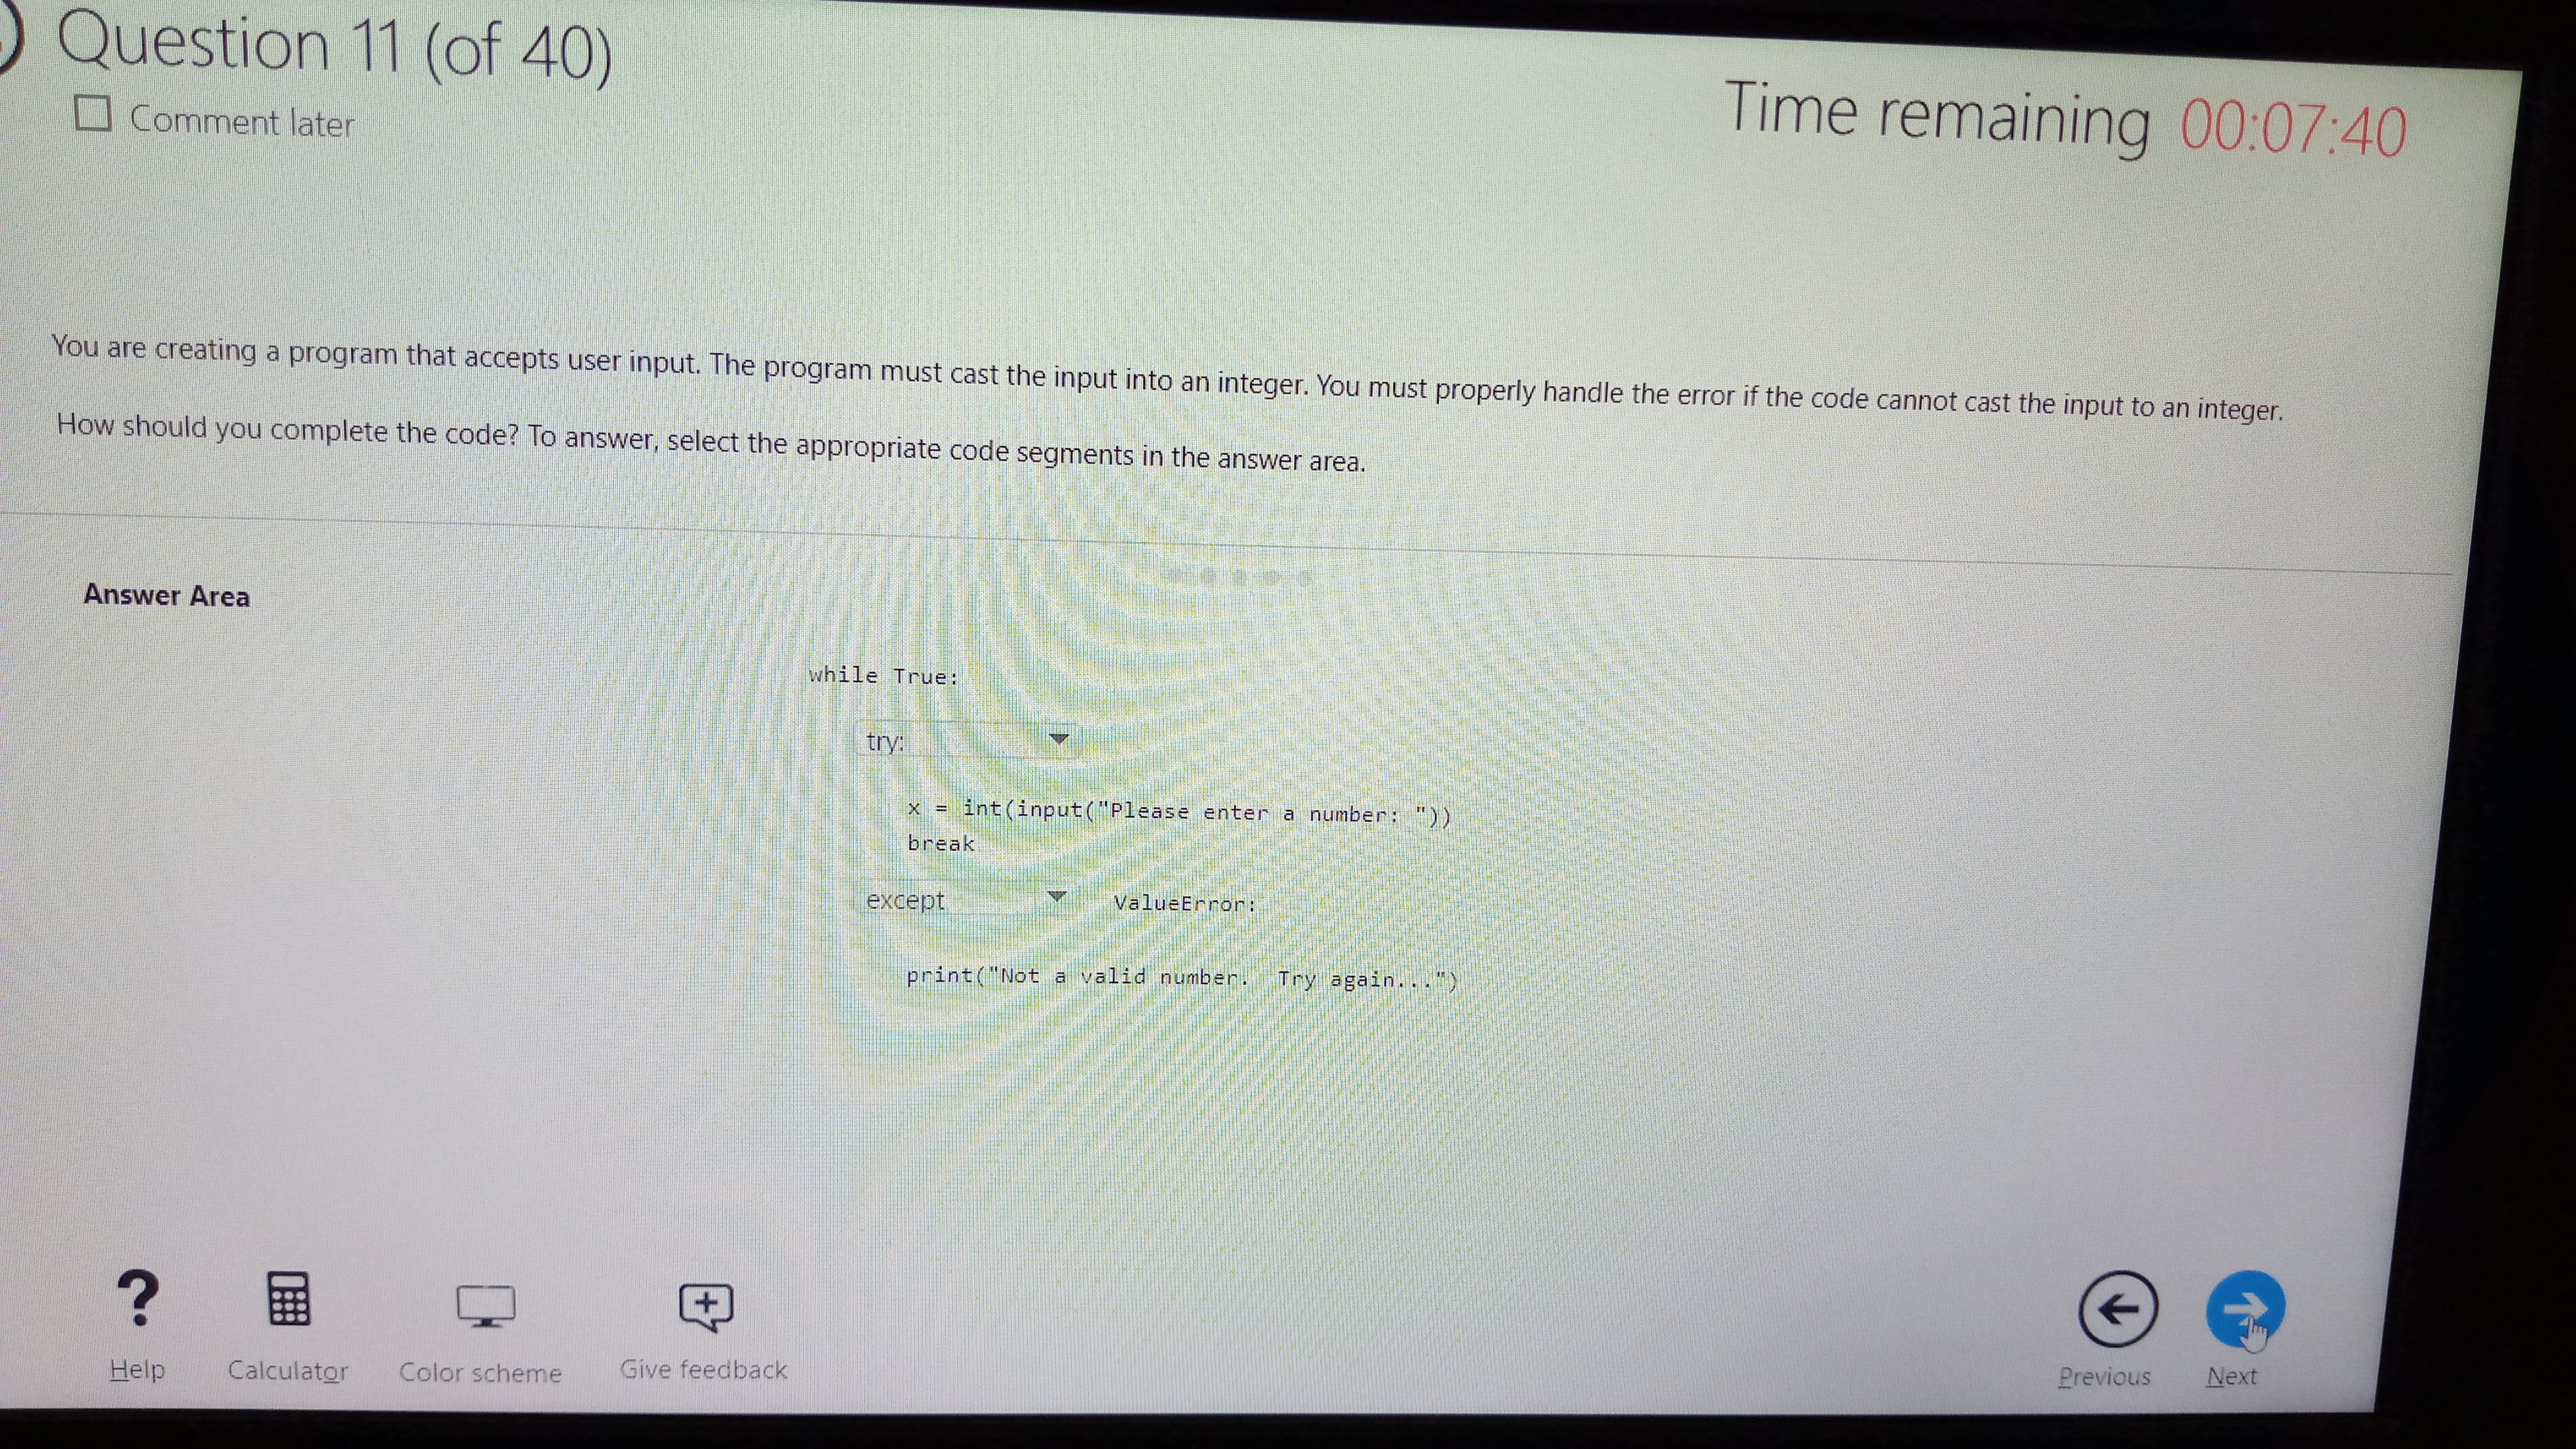 Question 11 (of 40)
Comment later
Time remaining 00:07:40
You are creating a program that accepts user input. The program must cast the input into an integer. You must properly handle the error if the code cannot cast the input to an integer.
How should you complete the code? To answer, select the appropriate code segments in the answer area.
Answer Area
while True:
try:
x = int(input("Please enter a number: "))
break
except ValueError:
print("Not a valid number.  Try again...")
? Help
Calculator
Color scheme
Give feedback
Previous
Next